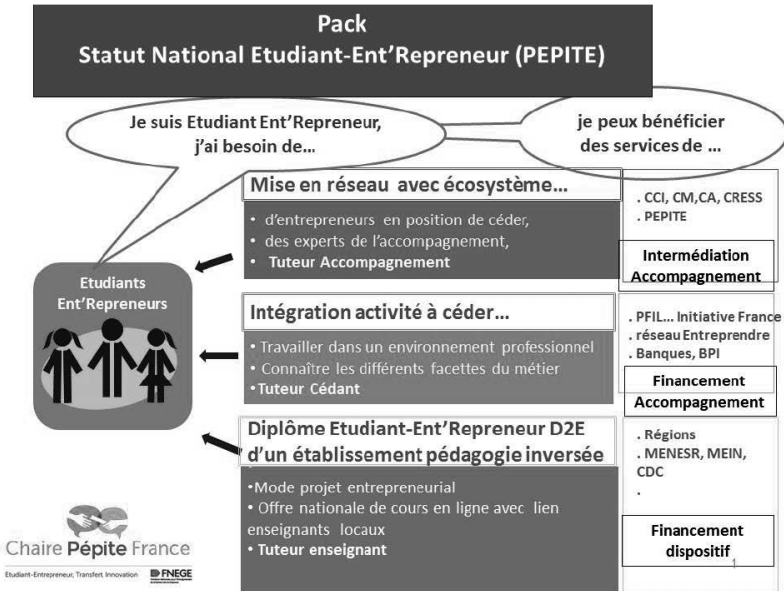 Pack
Statut National Etudiant-Ent’Repreneur (PEPITE)
Je suis Etudiant Ent’Repreneur,
j’ai besoin de…
je peux bénéficier
des services de …
Mise en réseau avec écosystème…
• d’entrepreneurs en position de céder,
• des experts de l’accompagnement,
• Tuteur Accompagnement
. CCI, CM,CA, CRESS
. PEPITE
Intermédiation
Accompagnement
Etudiants
Ent’Repreneurs
Intégration activité à céder…
• Travailler dans un environnement professionnel
• Connaître les différents facettes du métier
•Tuteur Cédant
. PFIL… Initiative France
. réseau Entreprendre
. Banques, BPI
Financement
Accompagnement
Diplôme Etudiant-Ent’Repreneur D2E
d’un établissement pédagogie inversée
•Mode projet entrepreneurial
• Offre nationale de cours en ligne avec lien
enseignants locaux
• Tuteur enseignant
. Régions
. MENESR, MEIN,
CDC
.
Financement
dispositif
1
Chaire Pépite France
Etudiant-Entrepreneur, Transfert, Innovation
FNEGE